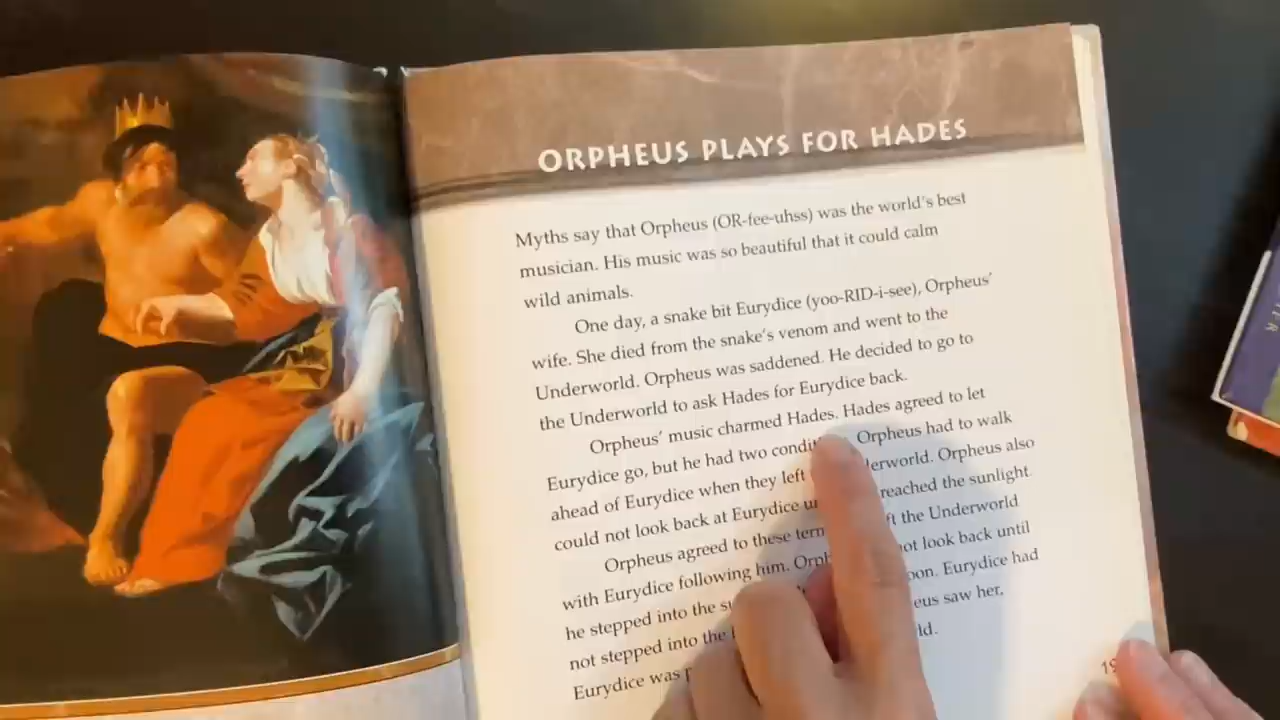 ORPHEUS PLAYS FOR HADES
Myths say that Orpheus (OR-fee-uhss) was the world's best
musician. His music was so beautiful that it could calm
wild animals.
One day, a snake bit Eurydice (yoo-RID-i-see), Orpheus'
wife. She died from the snake's venom and went to the
Underworld. Orpheus was saddened. He decided to go to
the Underworld to ask Hades for Eurydice back.
Orpheus' music charmed Hades. Hades agreed to let
Eurydice go, but he had two Orpheus had to walk
ahead of Eurydice when they left Orpheus also
could not look back at Eurydice reached the sunlight.
Orpheus agreed to these the Underworld
with Eurydice following him. not look back until
he stepped into the Eurydice had
not stepped into the saw her,
Eurydice was
19